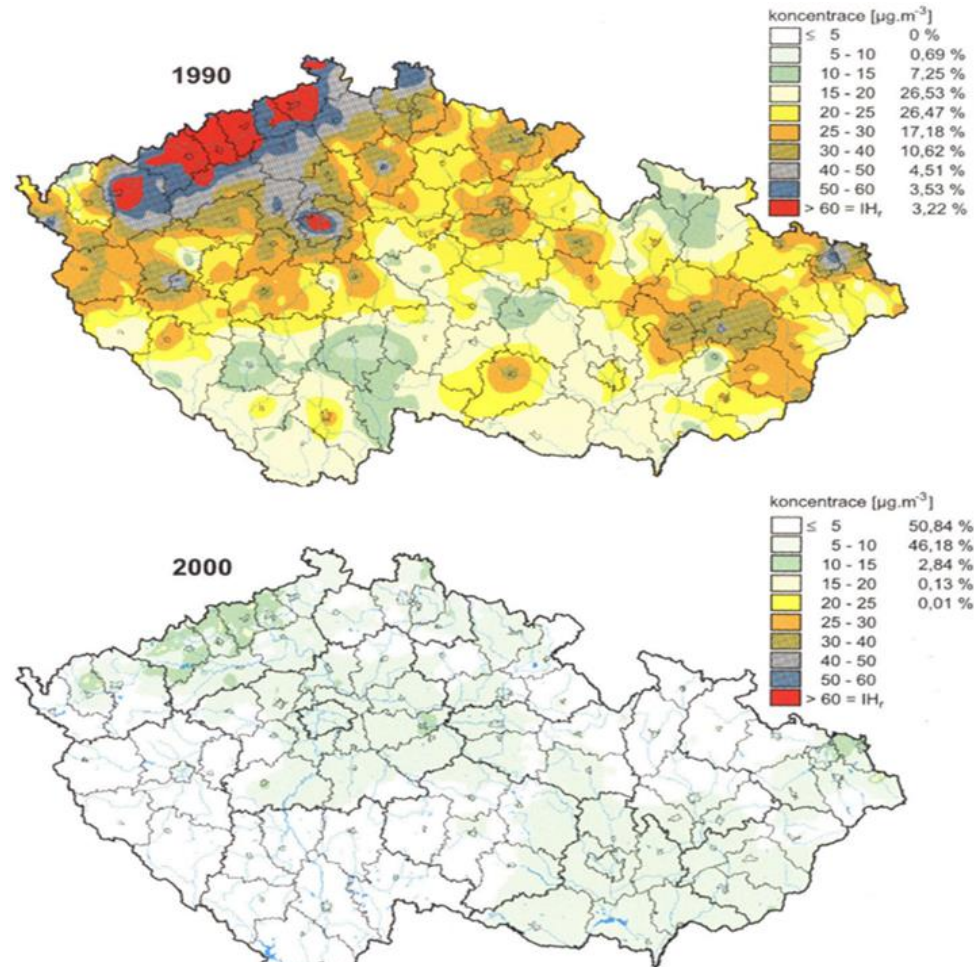 koncentrace [µg.m-3]
1990
≤ 5 0 %
5 - 10 0,69 %
10 - 15 7,25 %
15 - 20 26,53 %
20 - 25 26,47 %
25 - 30 17,18 %
30 - 40 10,62 %
40 - 50 4,51 %
50 - 60 3,53 %
> 60 = IHr 3,22 %
koncentrace [µg.m-3]
2000
≤ 5 50,84 %
5 - 10 46,18 %
10 - 15 2,84 %
15 - 20 0,13 %
20 - 25 0,01 %
25 - 30
30 - 40
40 - 50
50 - 60
> 60 = IHr